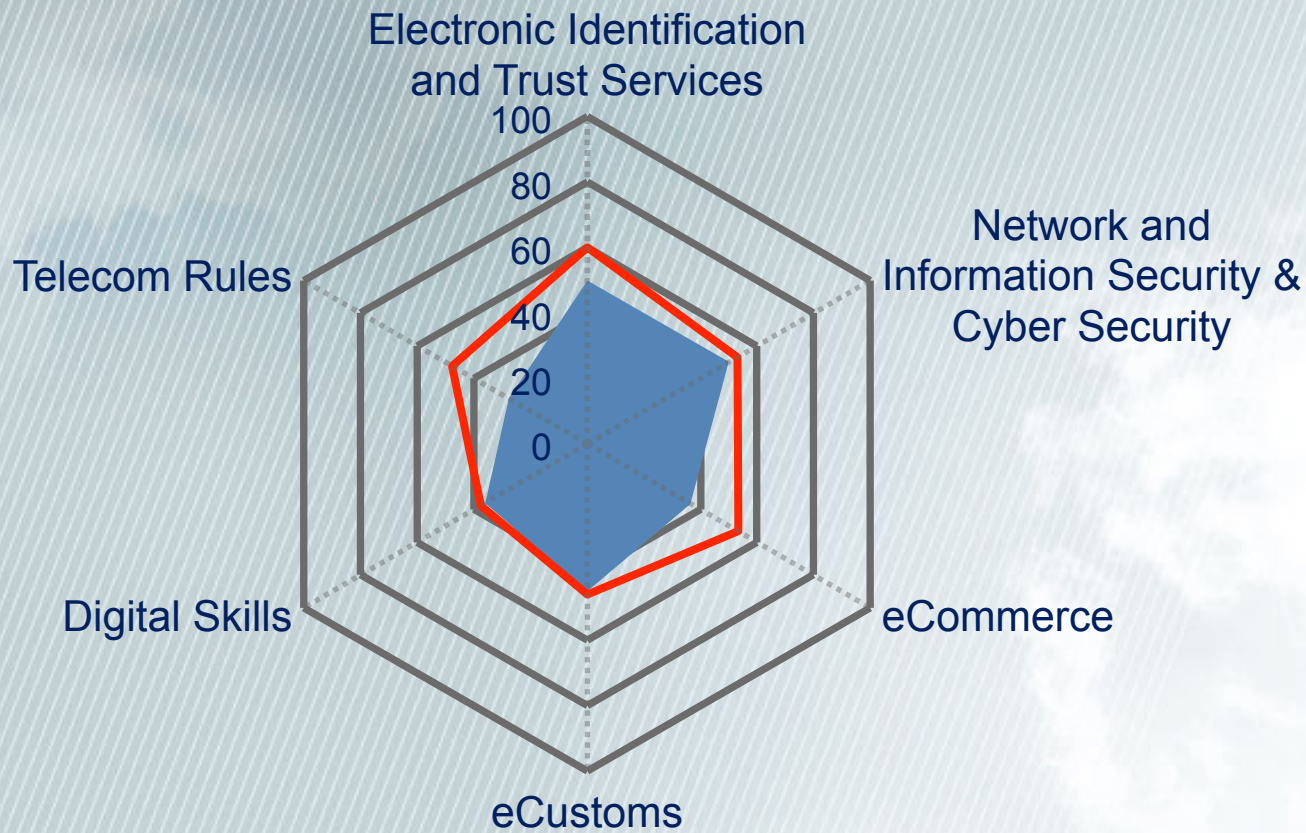 Electronic Identification
and Trust Services
100
80
60
40
20
0
Network and
Information Security &
Cyber Security
Telecom Rules
Digital Skills
eCommerce
eCustoms